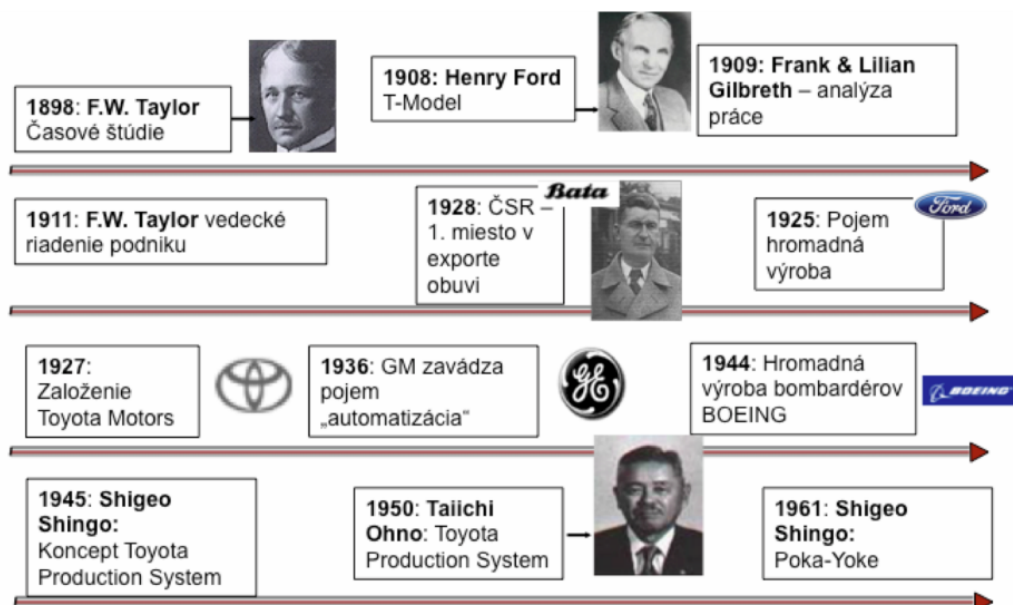 1898: F.W. Taylor
Časové štúdie
1908: Henry Ford
T-Model
1909: Frank & Lilian
Gilbreth – analýza
práce
1911: F.W. Taylor vedecké
riadenie podniku
1928: ČSR –
1. miesto v
exporte
obuvi
Bata
1925: Pojem
hromadná
výroba
Ford
1927:
Založenie
Toyota Motors
1936: GM zavádza
pojem
„automatizácia“
GE
1944: Hromadná
výroba bombardérov
BOEING
BOEING
1945: Shigeo
Shingo:
Koncept Toyota
Production System
1950: Taiichi
Ohno: Toyota
Production System
1961: Shigeo
Shingo:
Poka-Yoke